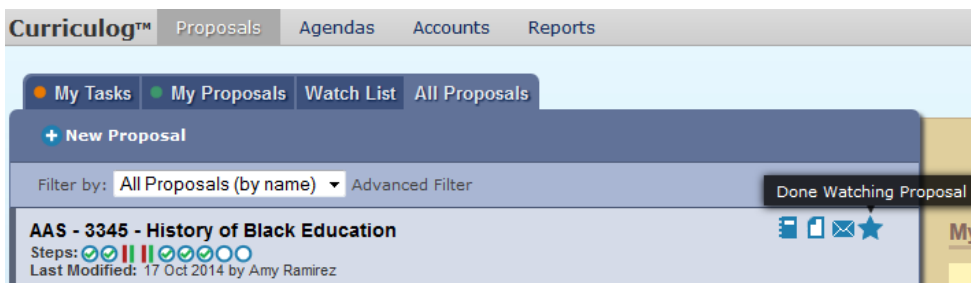 Curriculog™ Proposals Agendas Accounts Reports
My Tasks My Proposals Watch List All Proposals
New Proposal
Filter by: All Proposals (by name) Advanced Filter
Done Watching Proposal
AAS - 3345 - History of Black Education
Steps:
Last Modified: 17 Oct 2014 by Amy Ramirez
My